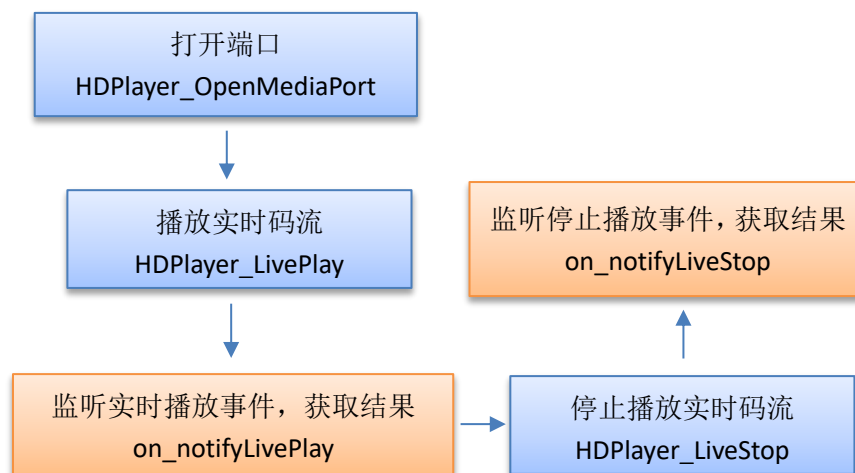 打开端口
HDPlayer_OpenMediaPort
播放实时码流
HDPlayer_LivePlay
监听实时播放事件，获取结果
on_notifyLivePlay
停止播放实时码流
HDPlayer_LiveStop
监听停止播放事件，获取结果
on_notifyLiveStop